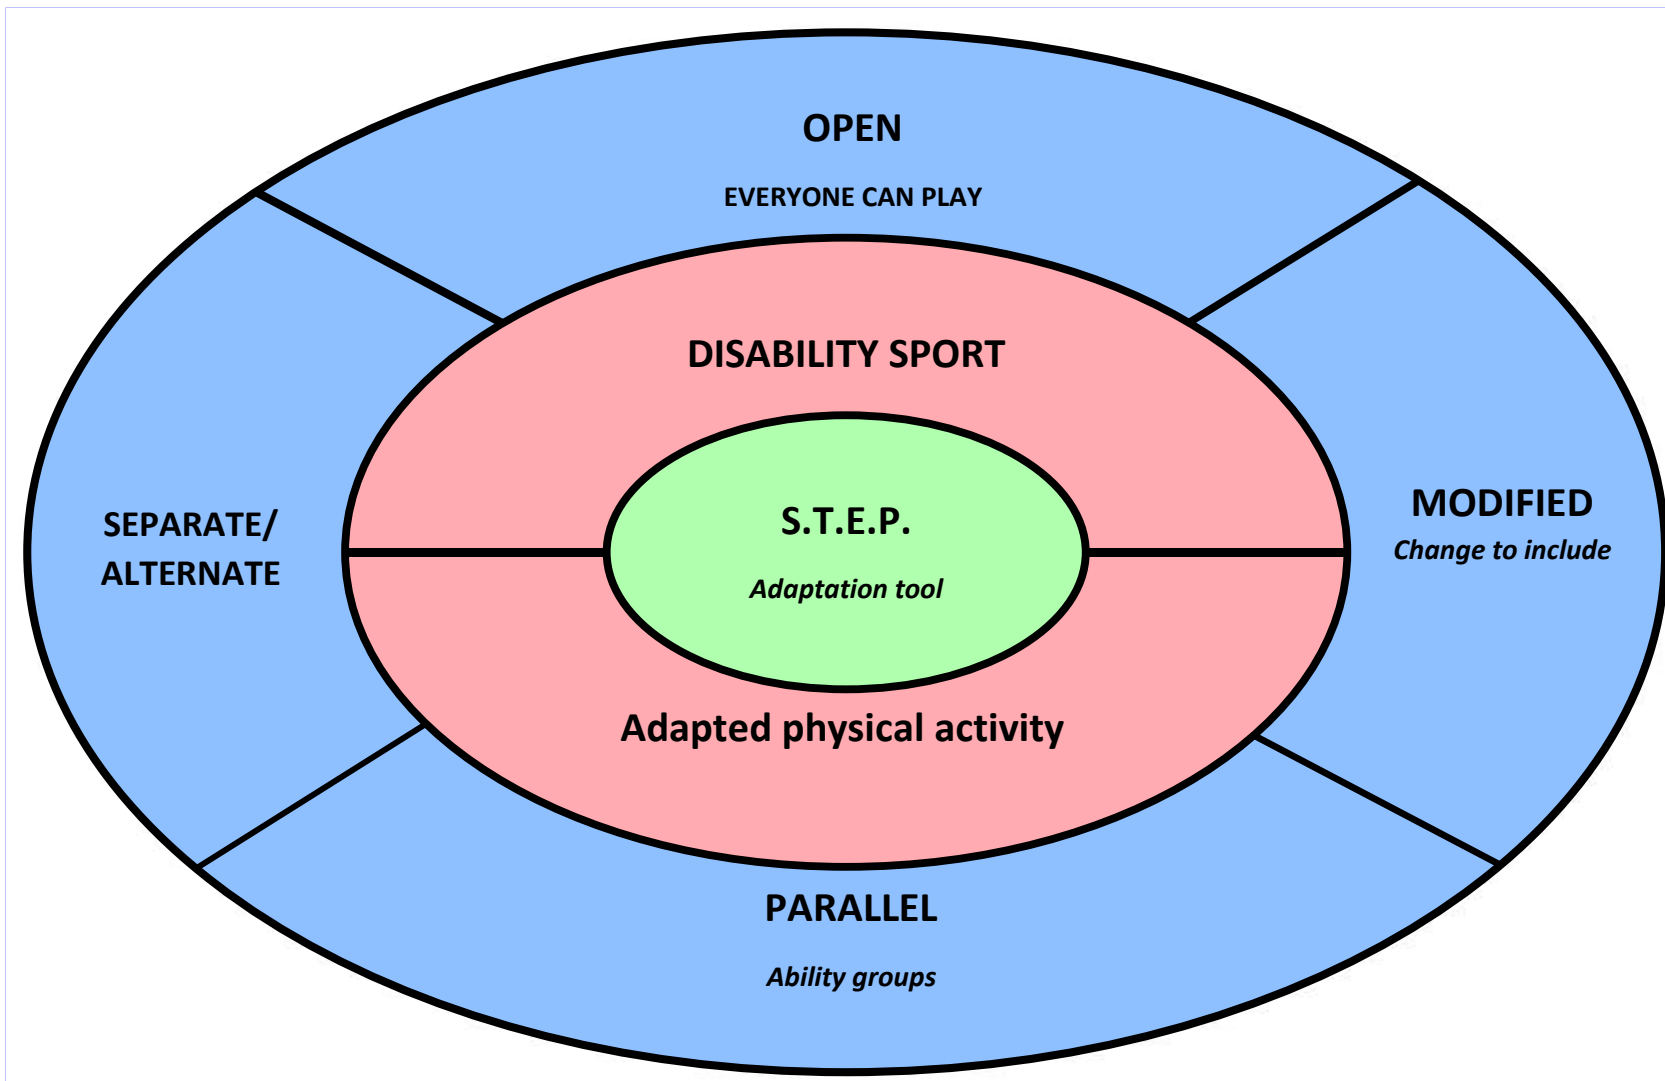 OPEN
EVERYONE CAN PLAY
DISABILITY SPORT
SEPARATE/
ALTERNATE
S.T.E.P.
Adaptation tool
MODIFIED
Change to include
Adapted physical activity
PARALLEL
Ability groups